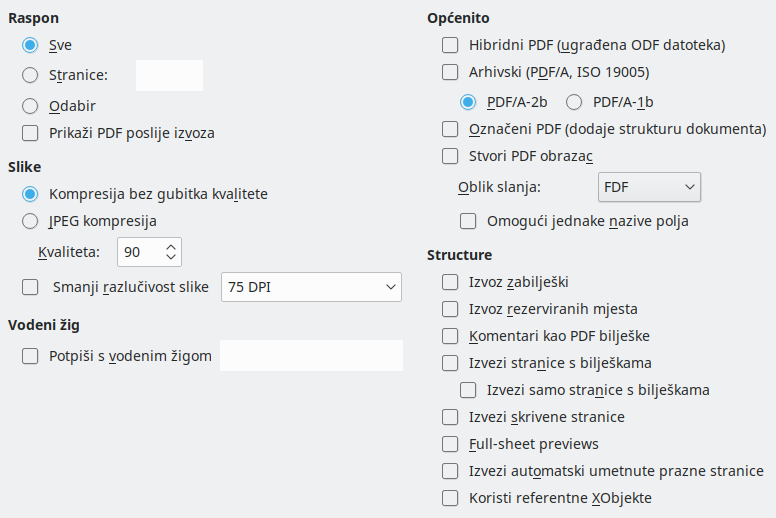 Raspon
Sve
Stranice:
Odabir
Prikaži PDF poslije izvoza
Slike
Kompresija bez gubitka kvalitete
JPEG kompresija
Kvaliteta: 90
Smanji razlučivost slike 75 DPI
Vodeni žig
Potpiši s vodenim žigom
Općenito
Hibridni PDF (ugrađena ODF datoteka)
Arhivski (PDF/A, ISO 19005)
PDF/A-2b PDF/A-1b
Označeni PDF (dodaje strukturu dokumenta)
Stvori PDF obrazac
Oblik slanja: FDF
Omogući jednake nazive polja
Structure
Izvoz zabilješki
Izvoz rezerviranih mjesta
Komentari kao PDF bilješke
Izvezi stranice s bilješkama
Izvezi samo stranice s bilješkama
Izvezi skrivene stranice
Full-sheet previews
Izvezi automatski umetnute prazne stranice
Koristi referentne XObjekte